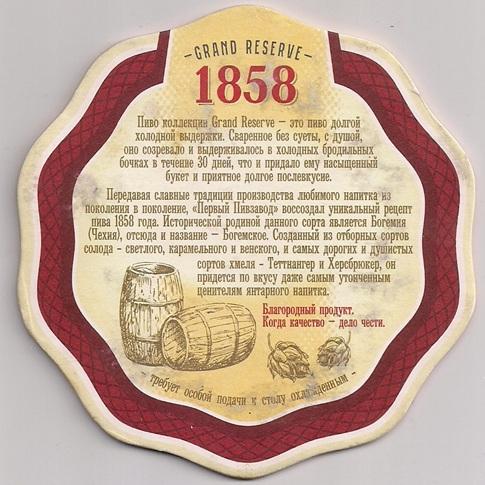 – GRAND RESERVE –
1858
Пиво коллекции Grand Reserve – это пиво долгой
холодной выдержки. Сваренное без суеты, с душой,
оно созревало и выдерживалось в холодных бродильных
бочках в течение 30 дней, что и придало ему насыщенный
букет и приятное долгое послевкусие.
Передавая славные традиции производства любимого напитка из
поколения в поколение, «Первый Пивзавод» воссоздал уникальный рецепт
пива 1858 года. Исторической родиной данного сорта является Богемия
(Чехия), отсюда и название – Богемское. Созданный из отборных сортов
солода - светлого, карамельного и венского, и самых дорогих и душистых
сортов хмеля - Теттнангер и Херсбрюкер, он
придется по вкусу даже самым утонченным
ценителям янтарного напитка.
Благородный продукт.
Когда качество – дело чести.
- требует особой подачи к столу охлажденным -